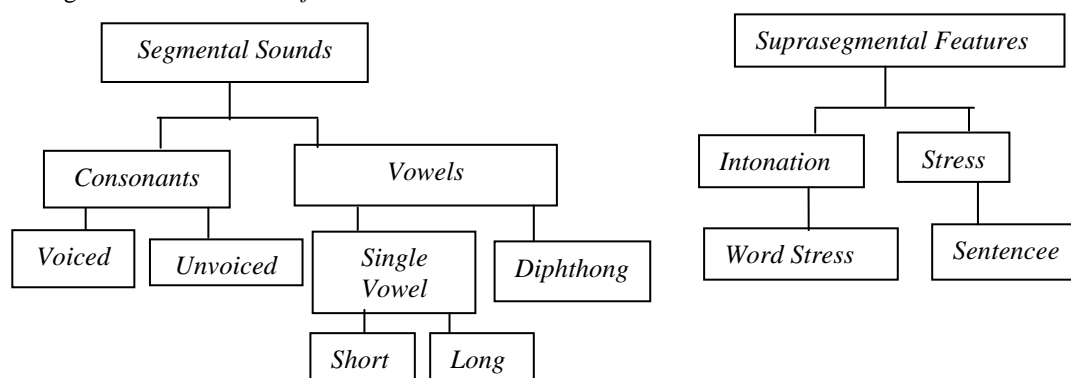 Segmental Sounds
Consonants
Vowels
Voiced
Unvoiced
Single
Vowel
Diphthong
Short
Long
Suprasegmental Features
Intonation
Stress
Word Stress
Sentencee